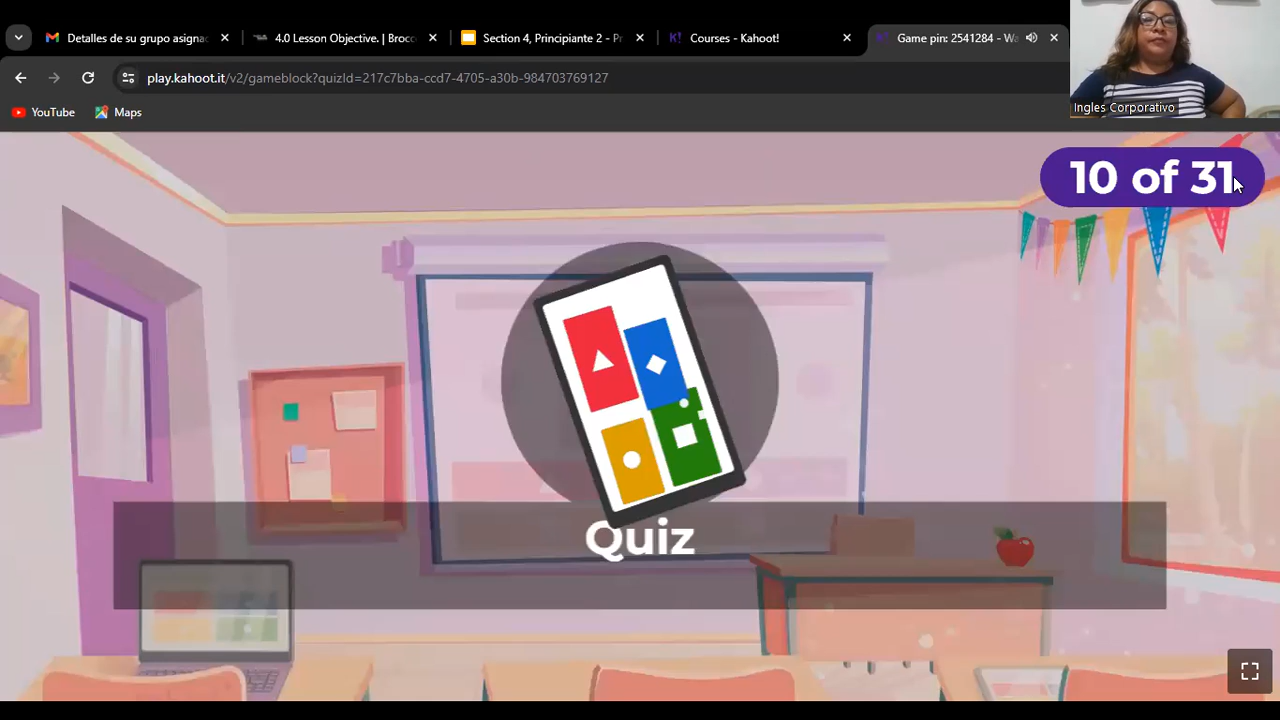 Detalles de su grupo asigna
4.0 Lesson Objective. | Brocc
Section 4, Principiante 2 - Pr
Courses - Kahoot!
Game pin: 2541284 - Wa
play.kahoot.it/v2/gameblock?quizId=217c7bba-ccd7-4705-a30b-984703769127
YouTube
Maps
Ingles Corporativo
10 of 31
Quiz